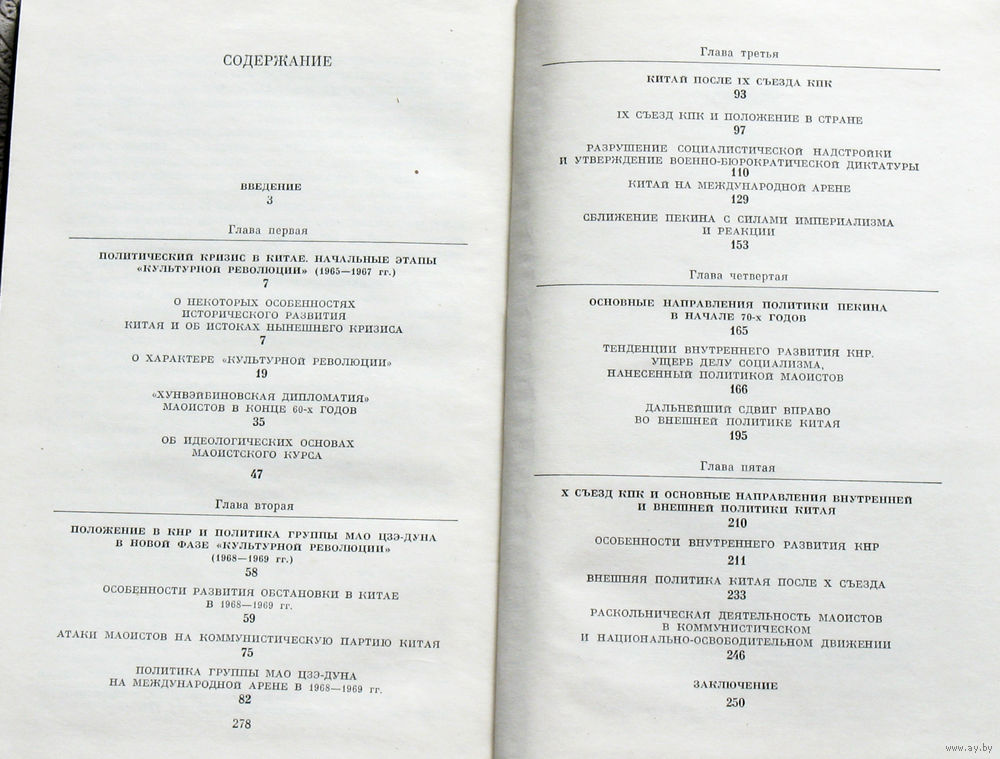 СОДЕРЖАНИЕ
ВВЕДЕНИЕ
3
Глава первая
ПОЛИТИЧЕСКИЙ КРИЗИС В КИТАЕ. НАЧАЛЬНЫЕ ЭТАПЫ
«КУЛЬТУРНОЙ РЕВОЛЮЦИИ» (1965—1967 гг.)
7
О НЕКОТОРЫХ ОСОБЕННОСТЯХ
ИСТОРИЧЕСКОГО РАЗВИТИЯ
КИТАЯ И ОБ ИСТОКАХ НЫНЕШНЕГО КРИЗИСА
7
О ХАРАКТЕРЕ «КУЛЬТУРНОЙ РЕВОЛЮЦИИ»
19
«ХУНВЭЙБИНОВСКАЯ ДИПЛОМАТИЯ»
МАОИСТОВ В КОНЦЕ 60-х ГОДОВ
35
ОБ ИДЕОЛОГИЧЕСКИХ ОСНОВАХ
МАОИСТСКОГО КУРСА
47
Глава вторая
ПОЛОЖЕНИЕ В КНР И ПОЛИТИКА ГРУППЫ МАО ЦЗЭ-ДУНА
В НОВОЙ ФАЗЕ «КУЛЬТУРНОЙ РЕВОЛЮЦИИ»
(1968—1969 гг.)
58
ОСОБЕННОСТИ РАЗВИТИЯ ОБСТАНОВКИ В КИТАЕ
В 1968—1969 гг.
59
АТАКИ МАОИСТОВ НА КОММУНИСТИЧЕСКУЮ ПАРТИЮ КИТАЯ
75
ПОЛИТИКА ГРУППЫ МАО ЦЗЭ-ДУНА
НА МЕЖДУНАРОДНОЙ АРЕНЕ В 1968—1969 гг.
82
278
Глава третья
КИТАЙ ПОСЛЕ IX СЪЕЗДА КПК
93
IX СЪЕЗД КПК И ПОЛОЖЕНИЕ В СТРАНЕ
97
РАЗРУШЕНИЕ СОЦИАЛИСТИЧЕСКОЙ НАДСТРОЙКИ
И УТВЕРЖДЕНИЕ ВОЕННО-БЮРОКРАТИЧЕСКОЙ ДИКТАТУРЫ
110
КИТАЙ НА МЕЖДУНАРОДНОЙ АРЕНЕ
129
СБЛИЖЕНИЕ ПЕКИНА С СИЛАМИ ИМПЕРИАЛИЗМА
И РЕАКЦИИ
153
Глава четвертая
ОСНОВНЫЕ НАПРАВЛЕНИЯ ПОЛИТИКИ ПЕКИНА
В НАЧАЛЕ 70-х ГОДОВ
165
ТЕНДЕНЦИИ ВНУТРЕННЕГО РАЗВИТИЯ КНР.
УЩЕРБ ДЕЛУ СОЦИАЛИЗМА,
НАНЕСЕННЫЙ ПОЛИТИКОЙ МАОИСТОВ
166
ДАЛЬНЕЙШИЙ СДВИГ ВПРАВО
ВО ВНЕШНЕЙ ПОЛИТИКЕ КИТАЯ
195
Глава пятая
X СЪЕЗД КПК И ОСНОВНЫЕ НАПРАВЛЕНИЯ ВНУТРЕННЕЙ
И ВНЕШНЕЙ ПОЛИТИКИ КИТАЯ
210
ОСОБЕННОСТИ ВНУТРЕННЕГО РАЗВИТИЯ КНР
211
ВНЕШНЯЯ ПОЛИТИКА КИТАЯ ПОСЛЕ X СЪЕЗДА
233
РАСКОЛЬНИЧЕСКАЯ ДЕЯТЕЛЬНОСТЬ МАОИСТОВ
В КОММУНИСТИЧЕСКОМ
И НАЦИОНАЛЬНО-ОСВОБОДИТЕЛЬНОМ ДВИЖЕНИИ
246
ЗАКЛЮЧЕНИЕ
250
www.ay.by